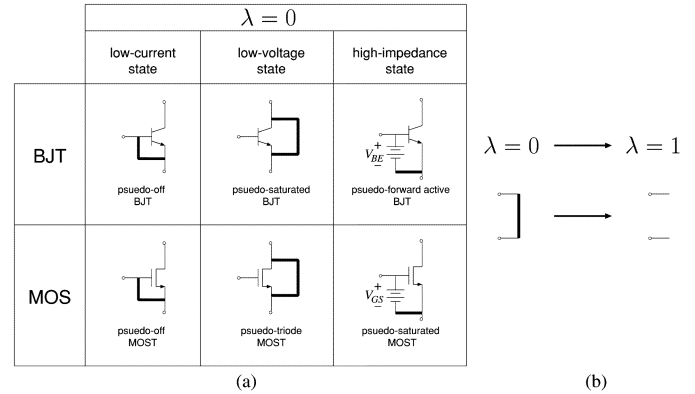 λ = 0
low-current state
low-voltage state
high-impedance state
BJT
+
V_BE
−
psuedo-off BJT
psuedo-saturated BJT
psuedo-forward active BJT
λ = 0
λ = 1
MOS
+
V_GS
−
psuedo-off MOST
psuedo-triode MOST
psuedo-saturated MOST
(a)
(b)